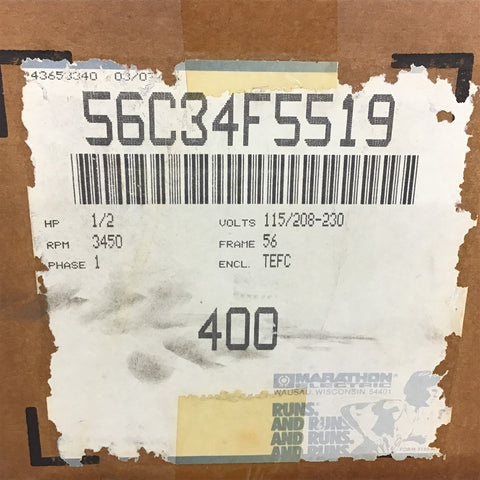 43653340 03/07
56C34F5519
HP 1/2 VOLTS 115/208-230
RPM 3450 FRAME 56
PHASE 1 ENCL. TEFC
400
MARATHON
ELECTRIC
WAUSAU, WISCONSIN 54401
RUNS.
AND RUNS.
AND RUNS.
AND RUNS.